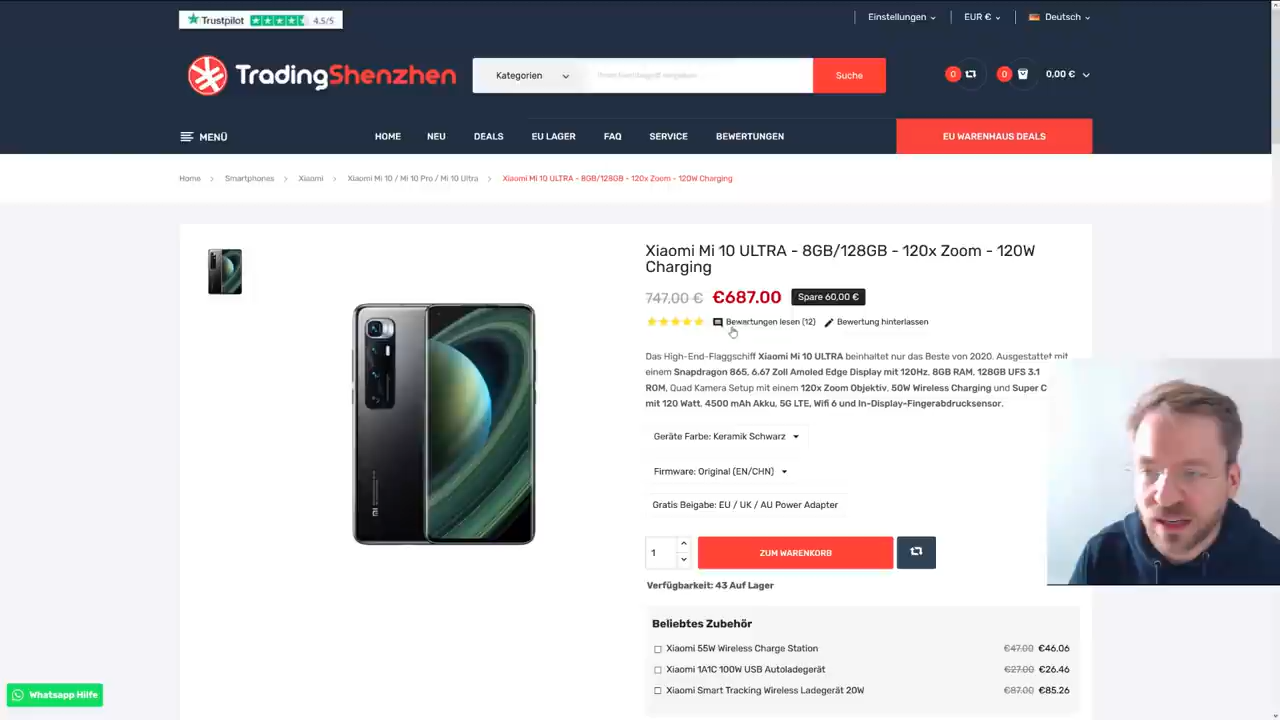 Trustpilot 4.5/5
Einstellungen
EUR €
Deutsch
TradingShenzhen
Kategorien
Suche
0
0
0,00 €
MENÜ
HOME
NEU
DEALS
EU LAGER
FAQ
SERVICE
BEWERTUNGEN
EU WARENHAUS DEALS
Home > Smartphones > Xiaomi > Xiaomi Mi 10 / Mi 10 Pro / Mi 10 Ultra > Xiaomi Mi 10 ULTRA - 8GB/128GB - 120x Zoom - 120W Charging
Xiaomi Mi 10 ULTRA - 8GB/128GB - 120x Zoom - 120W
Charging
747,00 € €687.00 Spare 60,00 €
Bewertungen lesen (12) Bewertung hinterlassen
Das High-End-Flaggschiff Xiaomi Mi 10 ULTRA beinhaltet nur das Beste von 2020. Ausgestattet mit
einem Snapdragon 865, 6.67 Zoll Amoled Edge Display mit 120Hz, 8GB RAM, 128GB UFS 3.1
ROM, Quad Kamera Setup mit einem 120x Zoom Objektiv, 50W Wireless Charging und Super C
mit 120 Watt, 4500 mAh Akku, 5G LTE, Wifi 6 und In-Display-Fingerabdrucksensor.
Geräte Farbe: Keramik Schwarz
Firmware: Original (EN/CHN)
Gratis Beigabe: EU / UK / AU Power Adapter
1
ZUM WARENKORB
Verfügbarkeit: 43 Auf Lager
Beliebtes Zubehör
Xiaomi 55W Wireless Charge Station €47.00 €46.06
Xiaomi 1A1C 100W USB Autoladegerät €27.00 €26.46
Xiaomi Smart Tracking Wireless Ladegerät 20W €87.00 €85.26
Whatsapp Hilfe